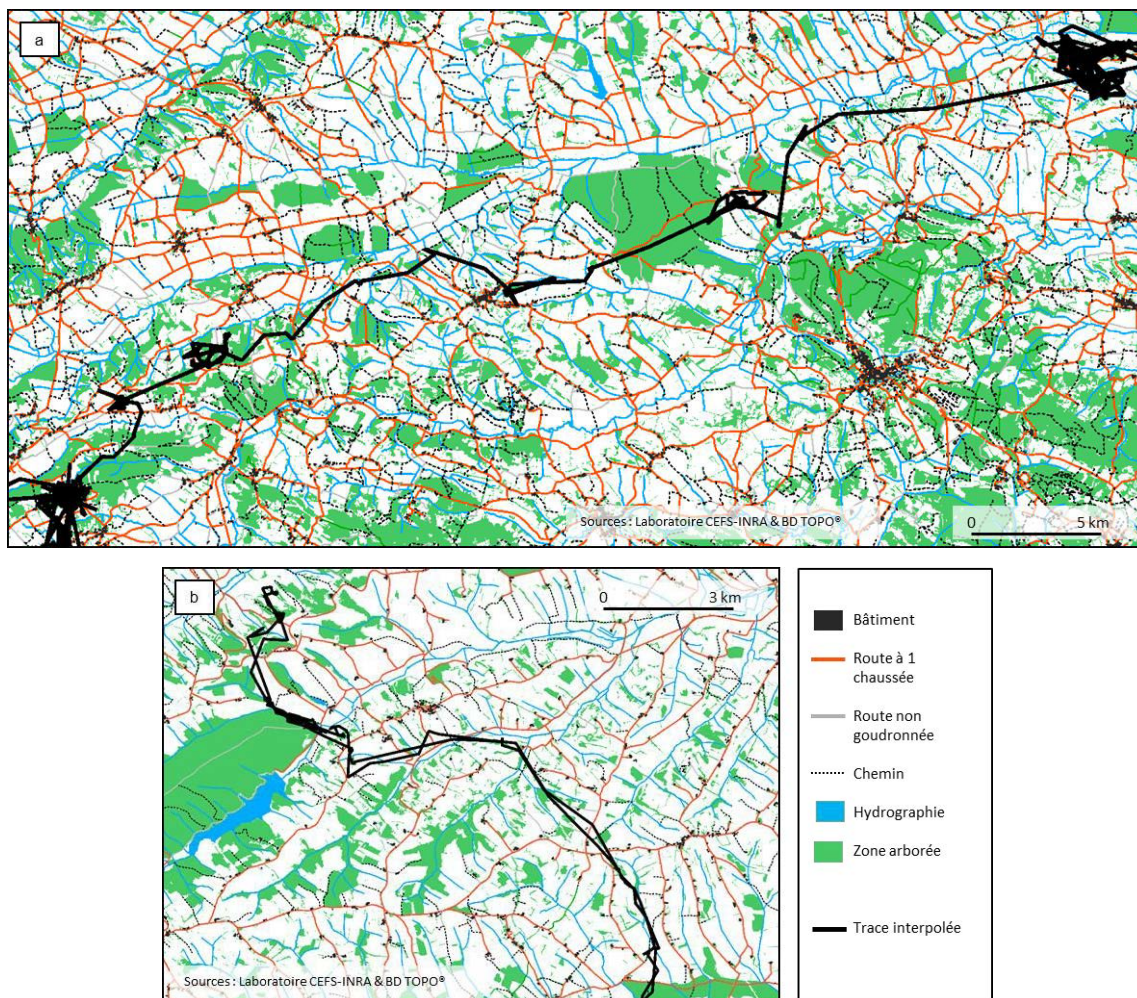 a
Sources : Laboratoire CEFS-INRA & BD TOPO®
0 5 km
b
0 3 km
Sources : Laboratoire CEFS-INRA & BD TOPO®
Bâtiment
Route à 1
chaussée
Route non
goudronnée
Chemin
Hydrographie
Zone arborée
Trace interpolée